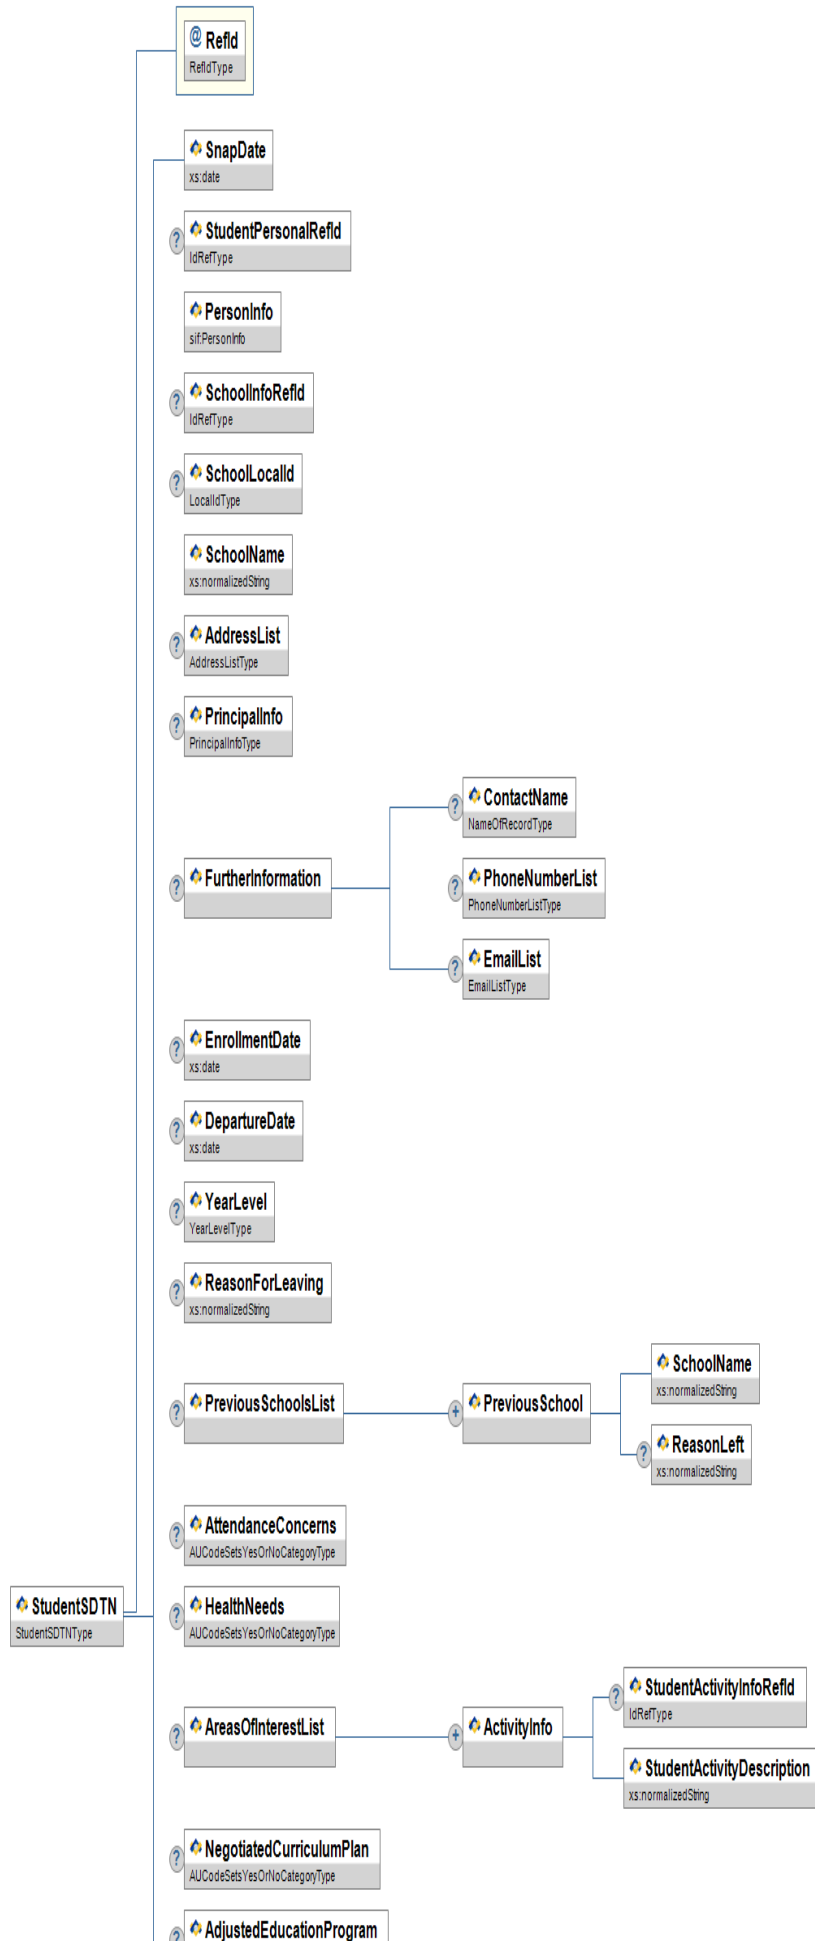 @ RefId
RefIdType
SnapDate
xs:date
? StudentPersonalRefId
IdRefType
PersonInfo
sif:PersonInfo
? SchoolInfoRefId
IdRefType
? SchoolLocalId
LocalIdType
SchoolName
xs:normalizedString
? AddressList
AddressListType
? PrincipalInfo
PrincipalInfoType
? ContactName
NameOfRecordType
? FurtherInformation
? PhoneNumberList
PhoneNumberListType
? EmailList
EmailListType
? EnrollmentDate
xs:date
? DepartureDate
xs:date
? YearLevel
YearLevelType
? ReasonForLeaving
xs:normalizedString
SchoolName
xs:normalizedString
? PreviousSchoolsList
+ PreviousSchool
? ReasonLeft
xs:normalizedString
? AttendanceConcerns
AUCodeSetsYesOrNoCategoryType
StudentSDTN
StudentSDTNType
? HealthNeeds
AUCodeSetsYesOrNoCategoryType
? StudentActivityInfoRefId
IdRefType
? AreasOfInterestList
+ ActivityInfo
StudentActivityDescription
xs:normalizedString
? NegotiatedCurriculumPlan
AUCodeSetsYesOrNoCategoryType
? AdjustedEducationProgram